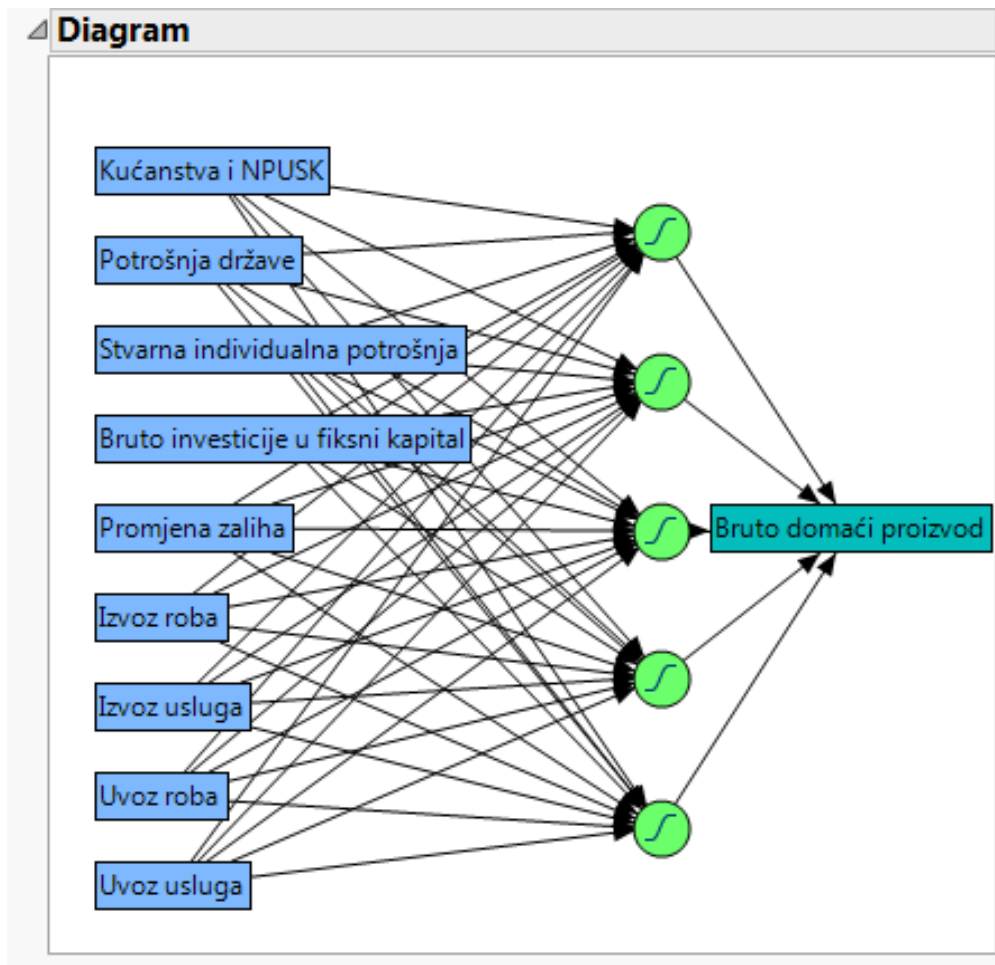 Diagram
Kućanstva i NPUSK
Potrošnja države
Stvarna individualna potrošnja
Bruto investicije u fiksni kapital
Promjena zaliha
Izvoz roba
Izvoz usluga
Uvoz roba
Uvoz usluga
Bruto domaći proizvod